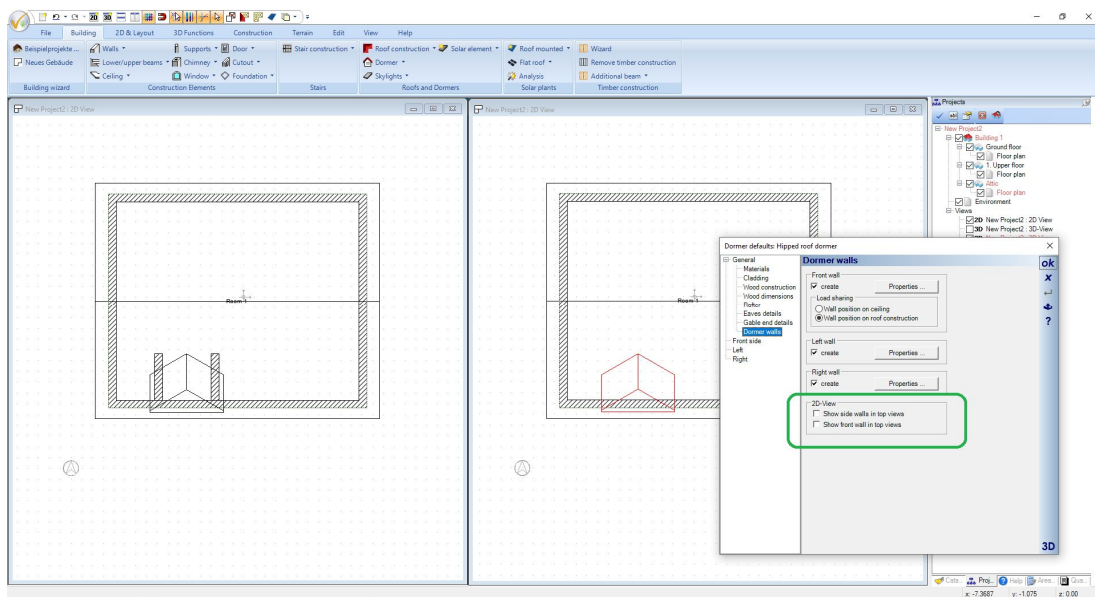 File Building 2D & Layout 3D Functions Construction Terrain Edit View Help
Beispielprojekte ... Walls Supports Door Stair construction Roof construction Solar element Roof mounted Wizard
Neues Gebäude Lower/upper beams Chimney Cutout Dormer Flat roof Remove timber construction
Ceiling Window Foundation Skylights Analysis Additional beam
Building wizard Construction Elements Stairs Roofs and Dormers Solar plants Timber construction
New Project2 : 2D View
Room 1
New Project2 : 2D View
Room 1
Projects
New Project2
Building 1
Ground floor
Floor plan
1. Upper floor
Floor plan
Attic
Floor plan
Environment
Views
2D New Project2 : 2D View
3D New Project2 : 3D-View
Dormer defaults: Hipped roof dormer
General
Materials
Cladding
Wood construction
Wood dimensions
Rafter
Eaves details
Gable end details
Dormer walls
Front side
Left
Right
Dormer walls
Front wall
create Properties ...
Load sharing
Wall position on ceiling
Wall position on roof construction
Left wall
create Properties ...
Right wall
create Properties ...
2D-View
Show side walls in top views
Show front wall in top views
ok
x
?
3D
Cata... Proj... Help Area... Qua...
x: -7.3687 y: -1.075 z: 0.00